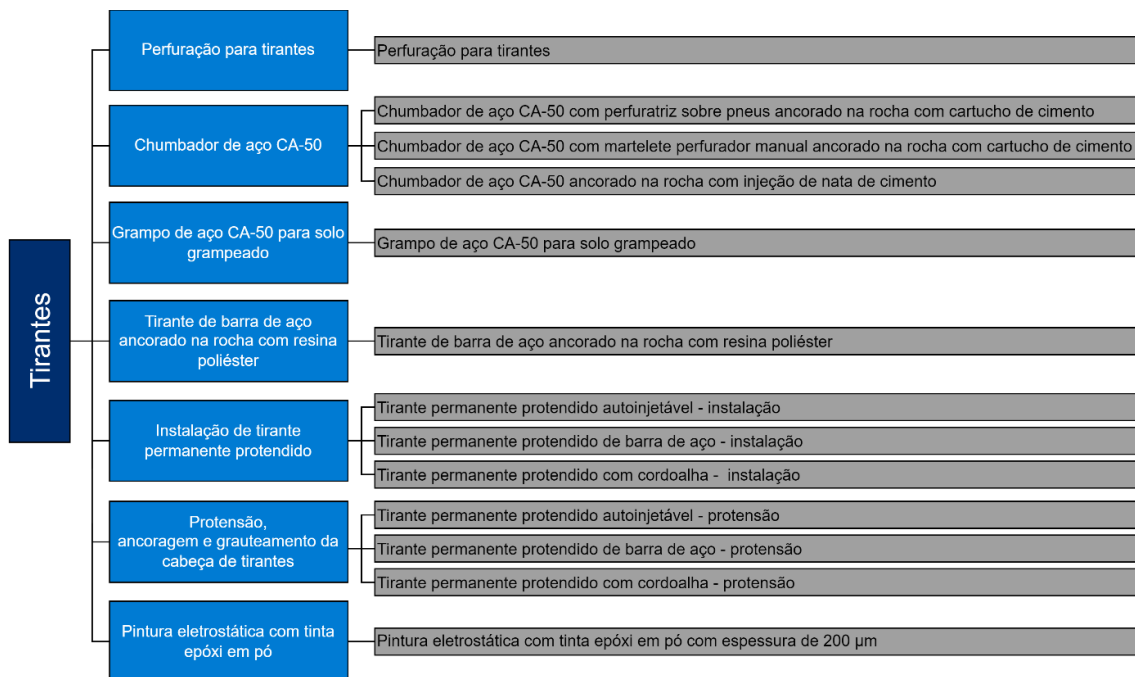 Tirantes
Perfuração para tirantes
Perfuração para tirantes
Chumbador de aço CA-50
Chumbador de aço CA-50 com perfuratriz sobre pneus ancorado na rocha com cartucho de cimento
Chumbador de aço CA-50 com martelete perfurador manual ancorado na rocha com cartucho de cimento
Chumbador de aço CA-50 ancorado na rocha com injeção de nata de cimento
Grampo de aço CA-50 para solo
grampeado
Grampo de aço CA-50 para solo grampeado
Tirante de barra de aço
ancorado na rocha com resina
poliéster
Tirante de barra de aço ancorado na rocha com resina poliéster
Instalação de tirante
permanente protendido
Tirante permanente protendido autoinjetável - instalação
Tirante permanente protendido de barra de aço - instalação
Tirante permanente protendido com cordoalha - instalação
Protensão,
ancoragem e grauteamento da
cabeça de tirantes
Tirante permanente protendido autoinjetável - protensão
Tirante permanente protendido de barra de aço - protensão
Tirante permanente protendido com cordoalha - protensão
Pintura eletrostática com tinta
epóxi em pó
Pintura eletrostática com tinta epóxi em pó com espessura de 200 µm